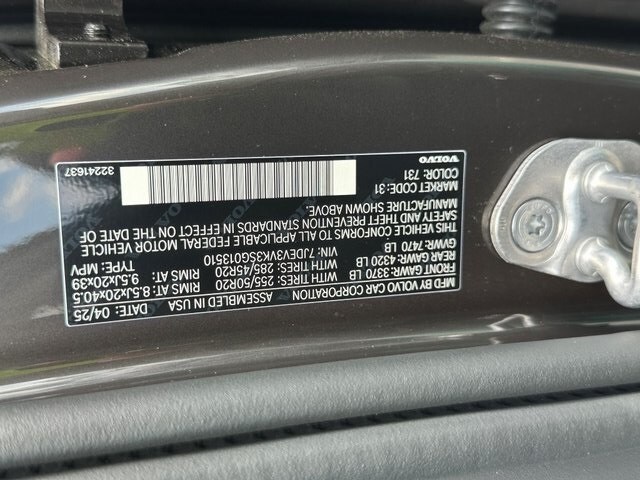 MFD. BY VOLVO CAR CORPORATION ASSEMBLED IN USA 04/25
FRONT GAWR: 3370 LB WITH TIRES: 265/50R20 RIMS AT: 8.5Jx20x40.5
REAR GAWR: 4320 LB WITH TIRES: 285/45R20 RIMS AT: 9.5Jx20x39
GVWR: 7470 LB VIN: 7JDEV3VK3SG013510 TYPE: MPV
THIS VEHICLE CONFORMS TO ALL APPLICABLE FEDERAL MOTOR VEHICLE
SAFETY AND THEFT PREVENTION STANDARDS IN EFFECT ON THE DATE OF
MANUFACTURE SHOWN ABOVE.
MARKET CODE: 31
COLOR: 731
VOLVO
32241637